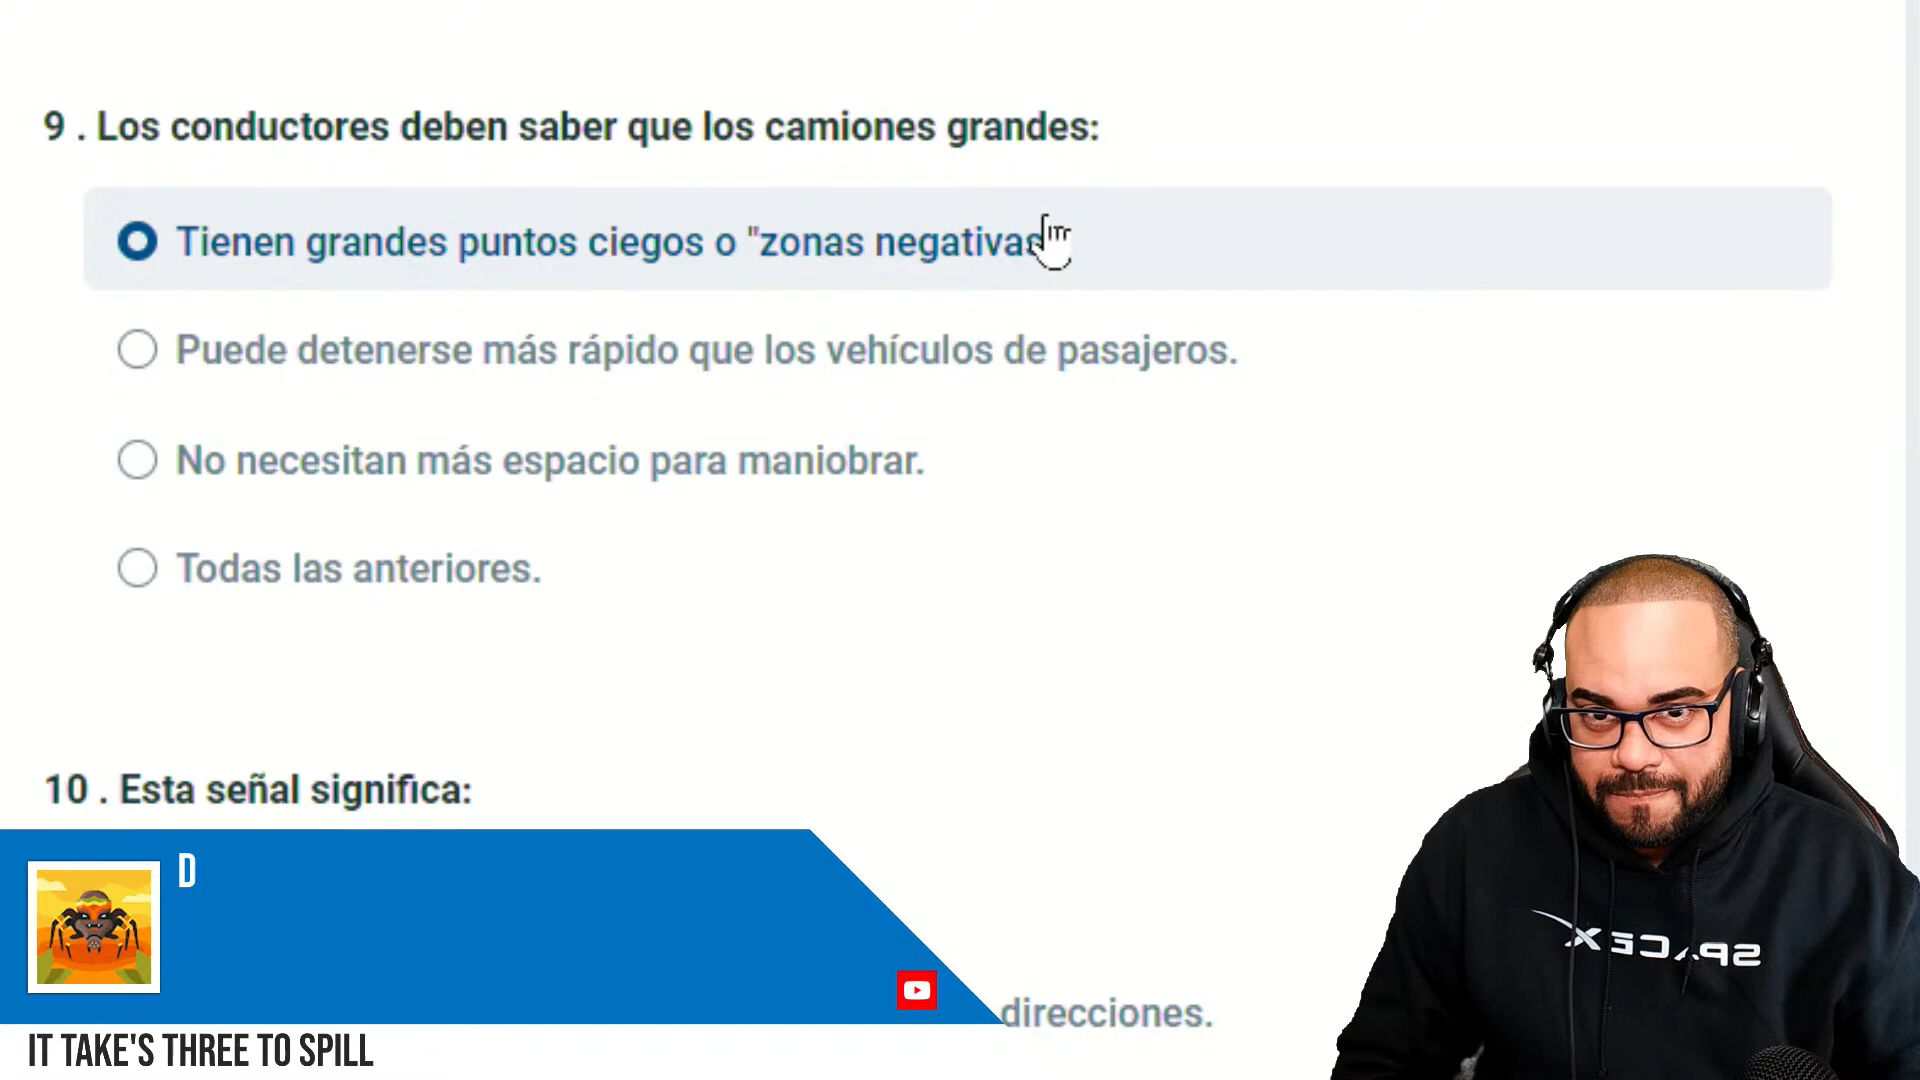 9 . Los conductores deben saber que los camiones grandes:
Tienen grandes puntos ciegos o "zonas negativas
Puede detenerse más rápido que los vehículos de pasajeros.
No necesitan más espacio para maniobrar.
Todas las anteriores.
10 . Esta señal significa:
D
direcciones.
IT TAKE'S THREE TO SPILL
SPACEX